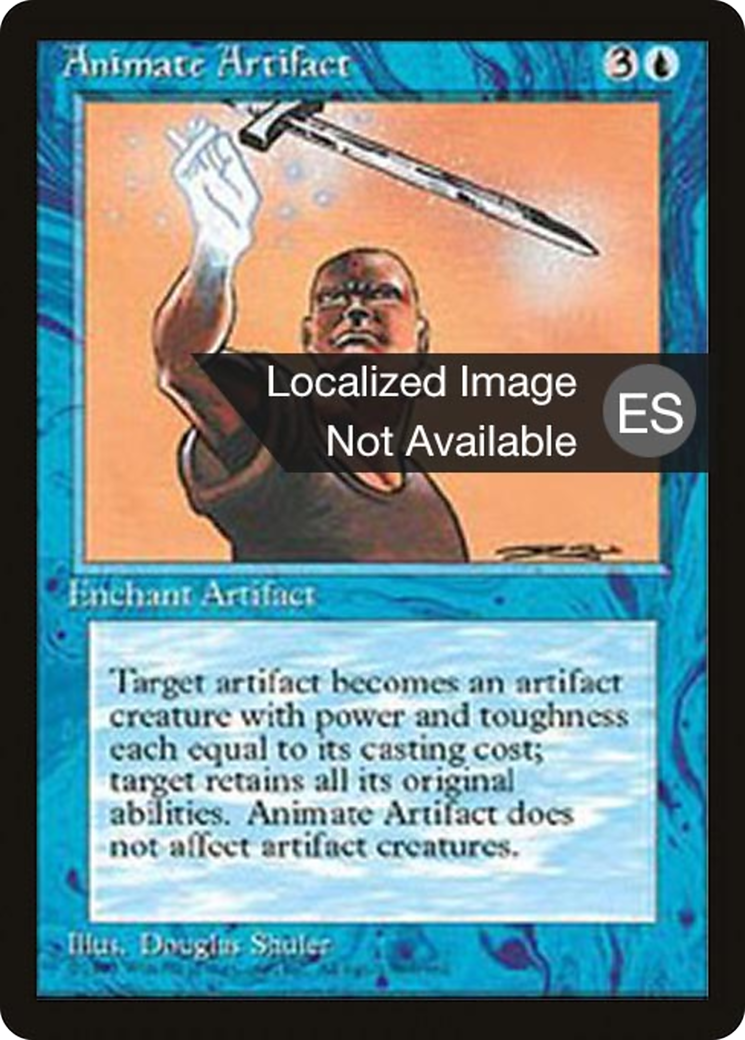 Animate Artifact
3
Localized Image
Not Available
ES
Enchant Artifact
Target artifact becomes an artifact
creature with power and toughness
each equal to its casting cost;
target retains all its original
abilities. Animate Artifact does
not affect artifact creatures.
Illus. Douglas Shuler